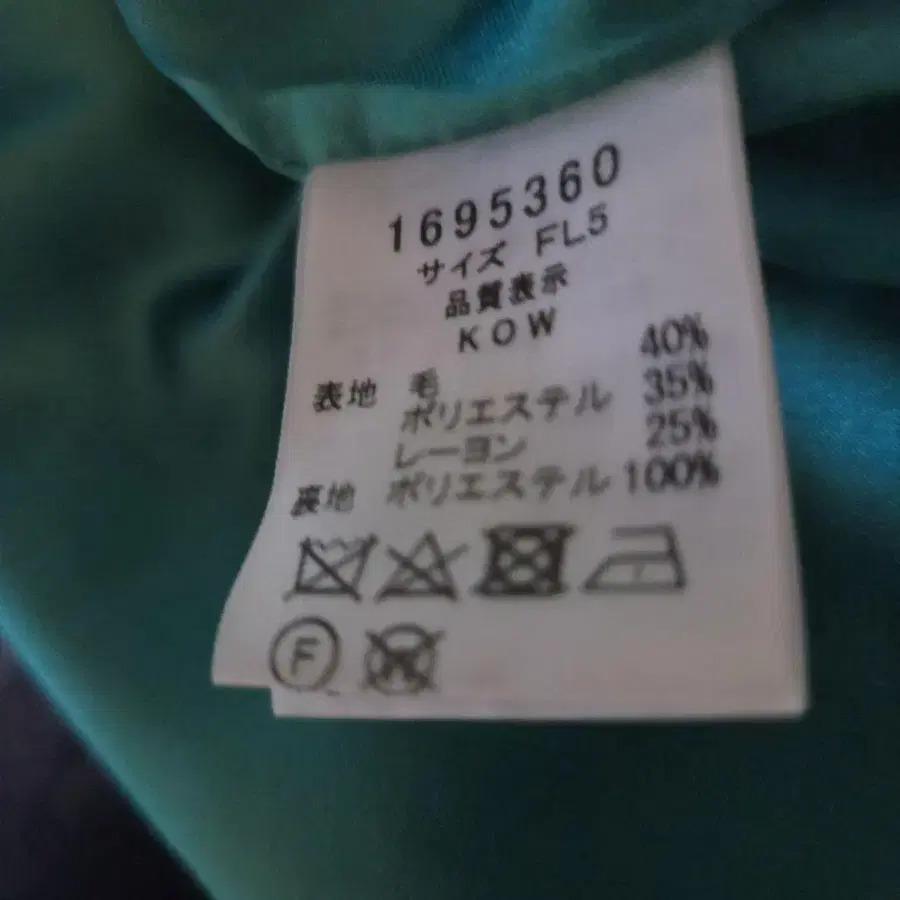 1695360
サイズ FL5
品質表示
KOW
表地 毛 40%
ポリエステル 35%
レーヨン 25%
裏地 ポリエステル 100%
F